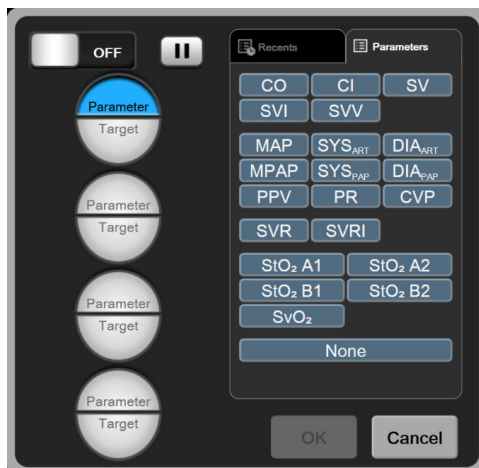 OFF
Recents
Parameters
Parameter
Target
Parameter
Target
Parameter
Target
Parameter
Target
CO CI SV
SVI SVV
MAP SYSART DIAART
MPAP SYSPAP DIAPAP
PPV PR CVP
SVR SVRI
StO₂ A1 StO₂ A2
StO₂ B1 StO₂ B2
SvO₂
None
OK Cancel